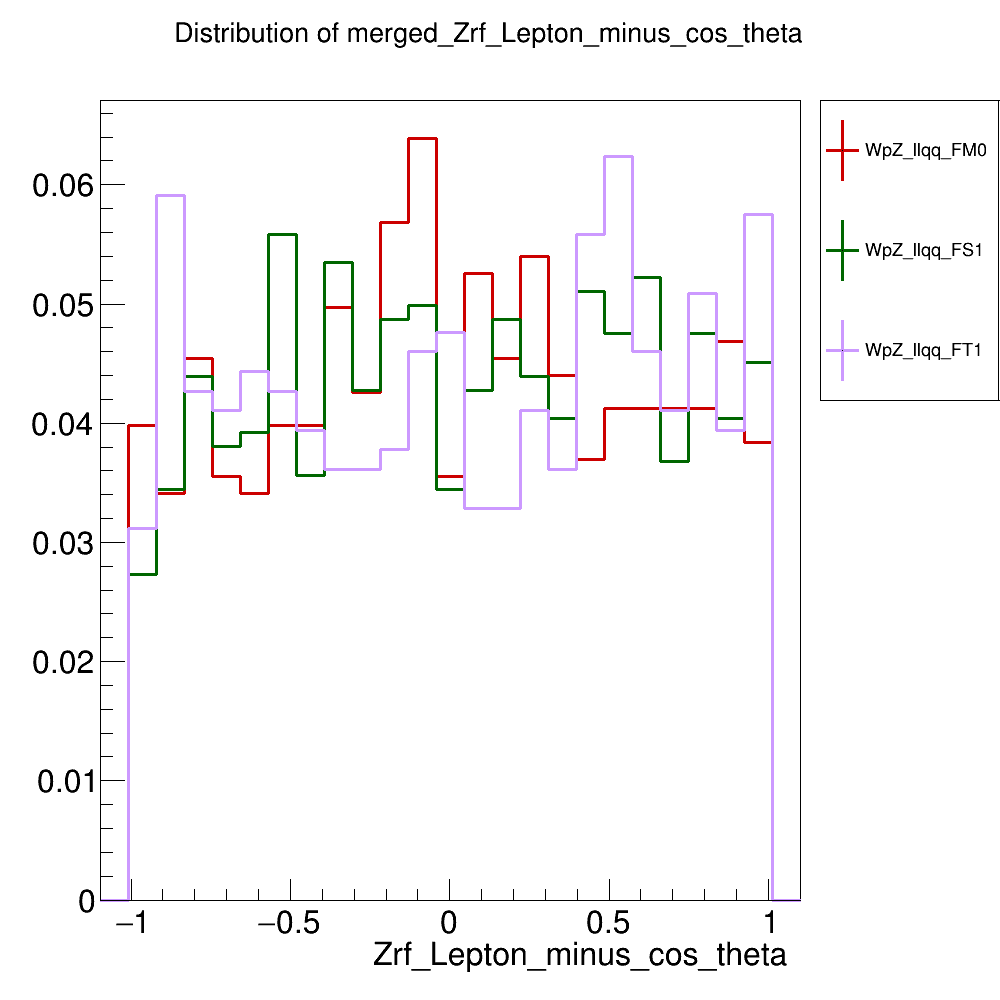 Distribution of merged_Zrf_Lepton_minus_cos_theta
WpZ_llqq_FM0
WpZ_llqq_FS1
WpZ_llqq_FT1
0.06
0.05
0.04
0.03
0.02
0.01
0
−1 −0.5 0 0.5 1
Zrf_Lepton_minus_cos_theta